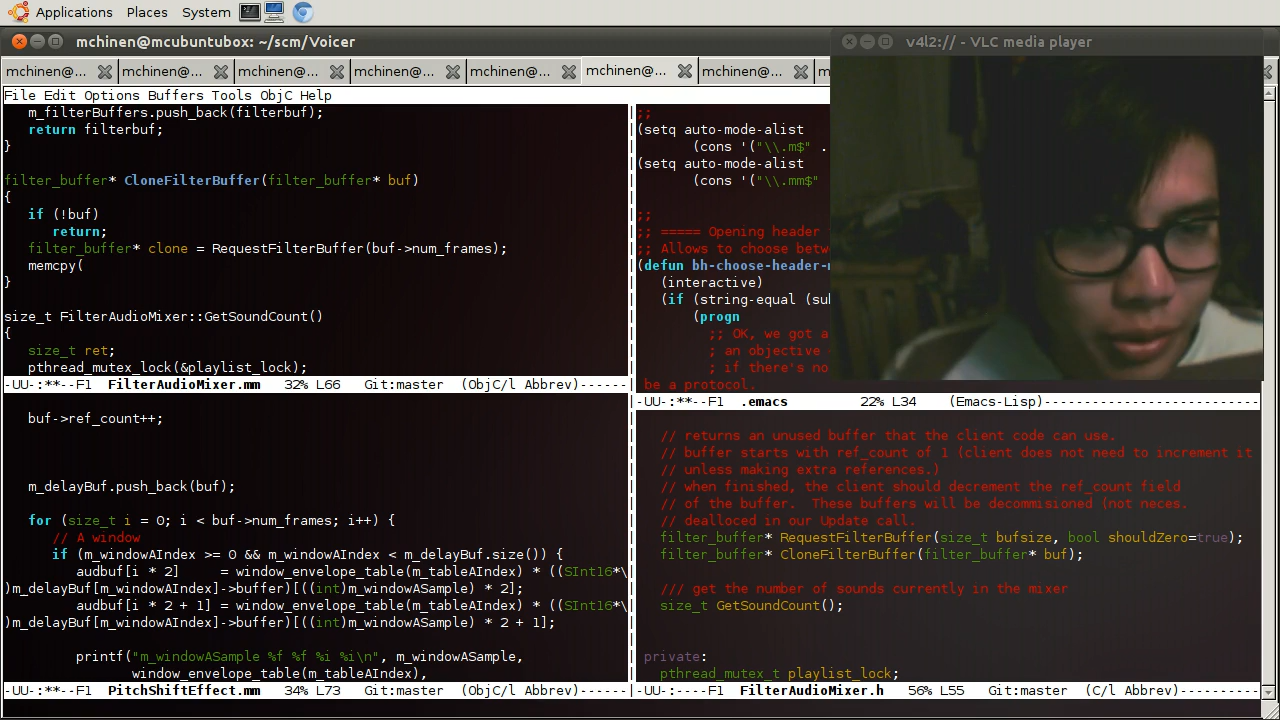 Applications Places System
mchinen@mcubuntubox: ~/scm/Voicer
v4l2:// - VLC media player
mchinen@... mchinen@... mchinen@... mchinen@... mchinen@... mchinen@... mchinen@... m
File Edit Options Buffers Tools ObjC Help
m_filterBuffers.push_back(filterbuf);
return filterbuf;
}
filter_buffer* CloneFilterBuffer(filter_buffer* buf)
{
if (!buf)
return;
filter_buffer* clone = RequestFilterBuffer(buf->num_frames);
memcpy(
}
size_t FilterAudioMixer::GetSoundCount()
{
size_t ret;
pthread_mutex_lock(&playlist_lock);
-UU-:**--F1 FilterAudioMixer.mm 32% L66 Git:master (ObjC/l Abbrev)------
buf->ref_count++;
m_delayBuf.push_back(buf);
for (size_t i = 0; i < buf->num_frames; i++) {
// A window
if (m_windowAIndex >= 0 && m_windowAIndex < m_delayBuf.size()) {
audbuf[i * 2] = window_envelope_table(m_tableAIndex) * ((SInt16*\
)m_delayBuf[m_windowAIndex]->buffer)[((int)m_windowASample) * 2];
audbuf[i * 2 + 1] = window_envelope_table(m_tableAIndex) * ((SInt16*\
)m_delayBuf[m_windowAIndex]->buffer)[((int)m_windowASample) * 2 + 1];
printf("m_windowASample %f %f %i %i\n", m_windowASample,
window_envelope_table(m_tableAIndex),
-UU-:**--F1 PitchShiftEffect.mm 34% L73 Git:master (ObjC/l Abbrev)------
;;
(setq auto-mode-alist
(cons '("\\.m$" .
(setq auto-mode-alist
(cons '("\\.mm$"
;;
;; ===== Opening header
;; Allows to choose betw
(defun bh-choose-header-m
(interactive)
(if (string-equal (sub
(progn
;; OK, we got a
; an objective
; if there's no
be a protocol.
-UU-:**--F1 .emacs 22% L34 (Emacs-Lisp)---------------------------
// returns an unused buffer that the client code can use.
// buffer starts with ref_count of 1 (client does not need to increment it
// unless making extra references.)
// when finished, the client should decrement the ref_count field
// of the buffer. These buffers will be decommisioned (not neces.
// dealloced in our Update call.
filter_buffer* RequestFilterBuffer(size_t bufsize, bool shouldZero=true);
filter_buffer* CloneFilterBuffer(filter_buffer* buf);
/// get the number of sounds currently in the mixer
size_t GetSoundCount();
private:
pthread_mutex_t playlist_lock;
-UU-:----F1 FilterAudioMixer.h 56% L55 Git:master (C/l Abbrev)----------